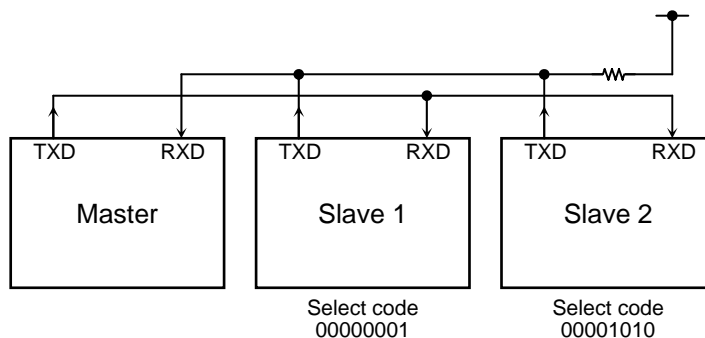 TXD RXD TXD RXD TXD RXD
Master Slave 1 Slave 2
Select code Select code
00000001 00001010